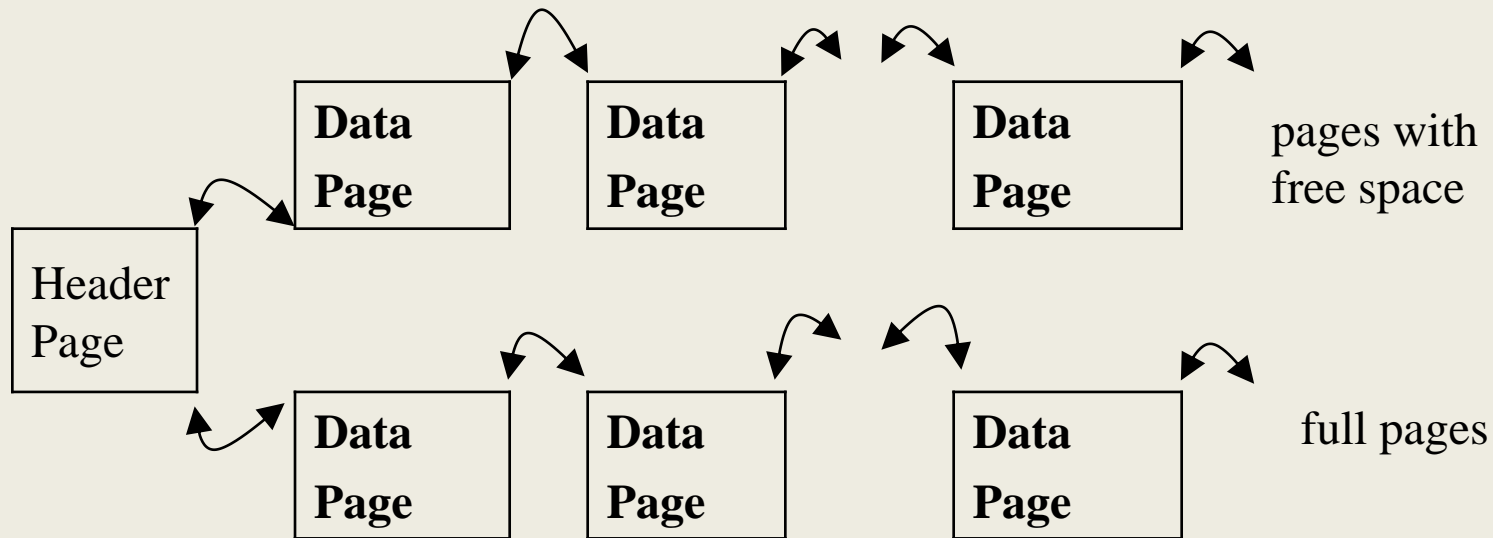 Data
Page
Data
Page
Data
Page
pages with
free space
Header
Page
Data
Page
Data
Page
Data
Page
full pages